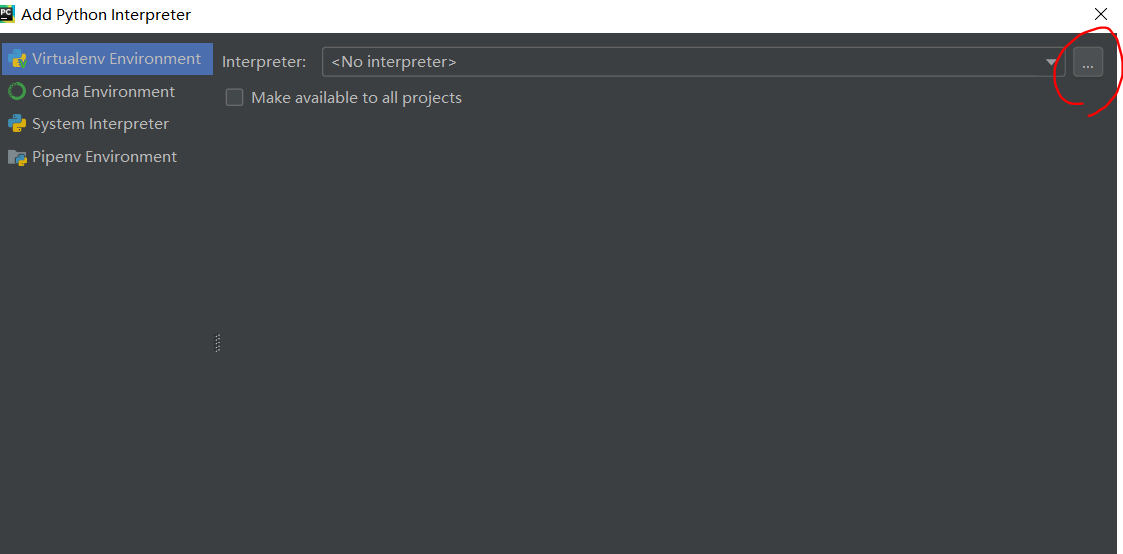 PC Add Python Interpreter
Virtualenv Environment
Interpreter: <No interpreter> ...
Conda Environment
Make available to all projects
System Interpreter
Pipenv Environment